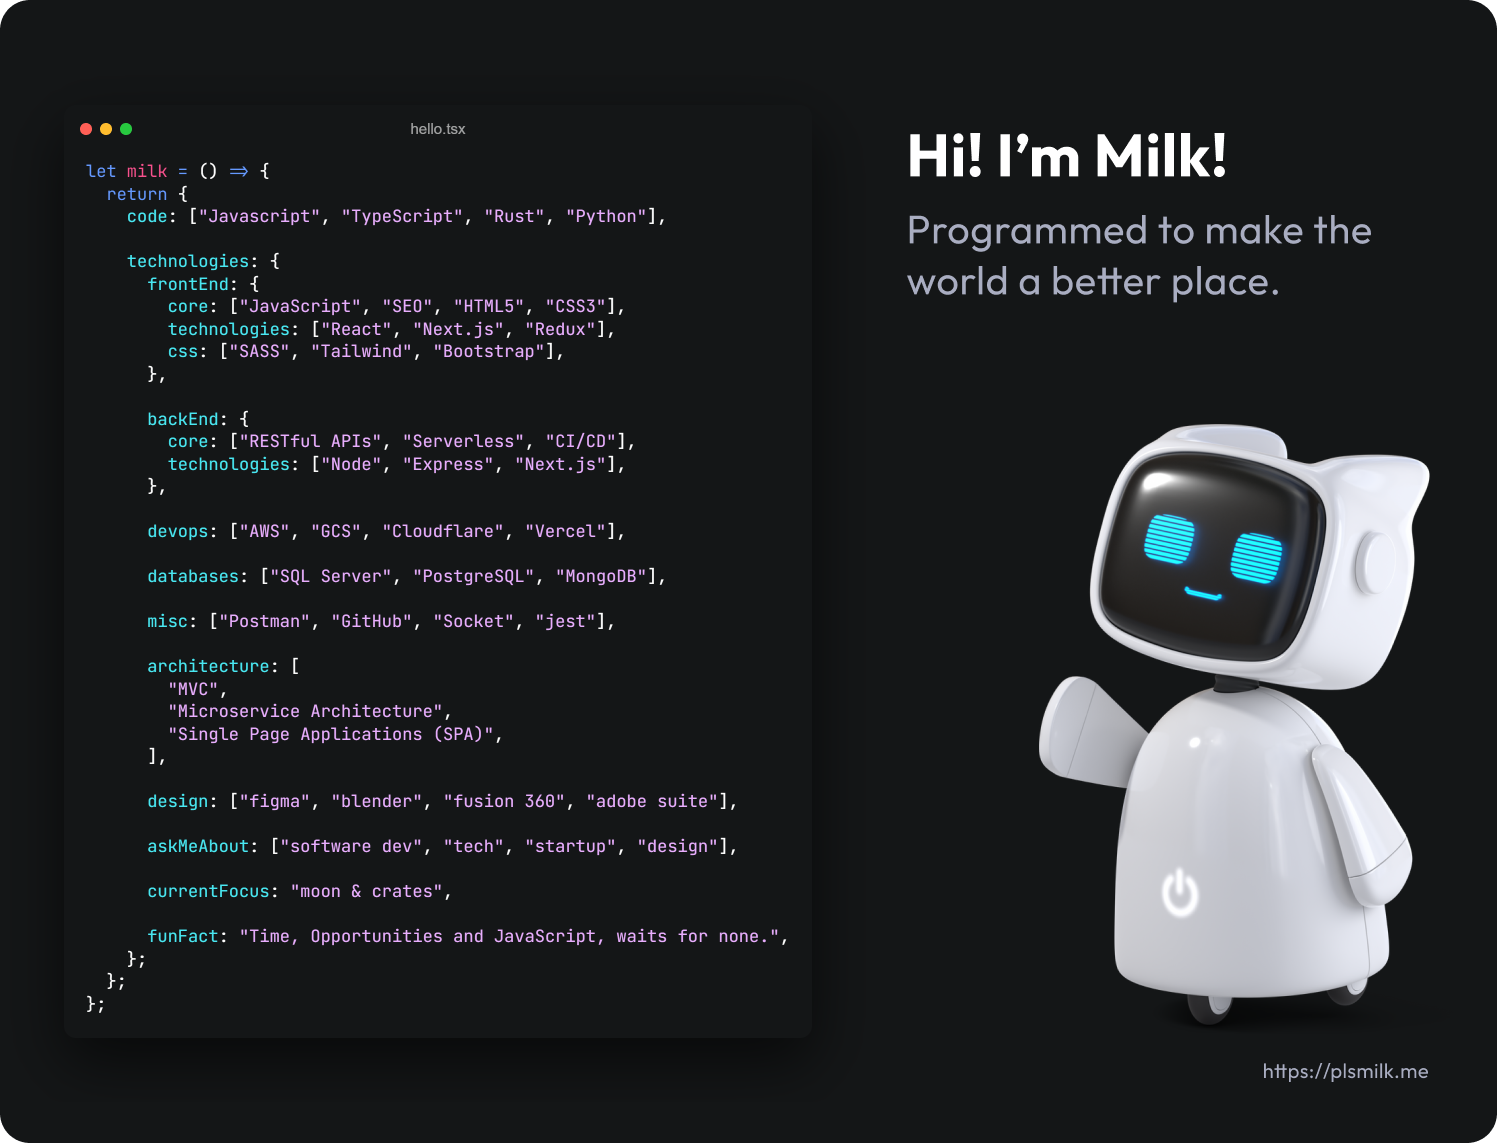 hello.tsx
let milk = () => {
  return {
    code: ["Javascript", "TypeScript", "Rust", "Python"],
    technologies: {
      frontEnd: {
        core: ["JavaScript", "SEO", "HTML5", "CSS3"],
        technologies: ["React", "Next.js", "Redux"],
        css: ["SASS", "Tailwind", "Bootstrap"],
      },
      backEnd: {
        core: ["RESTful APIs", "Serverless", "CI/CD"],
        technologies: ["Node", "Express", "Next.js"],
      },
      devops: ["AWS", "GCS", "Cloudflare", "Vercel"],
      databases: ["SQL Server", "PostgreSQL", "MongoDB"],
      misc: ["Postman", "GitHub", "Socket", "jest"],
      architecture: [
        "MVC",
        "Microservice Architecture",
        "Single Page Applications (SPA)",
      ],
      design: ["figma", "blender", "fusion 360", "adobe suite"],
      askMeAbout: ["software dev", "tech", "startup", "design"],
      currentFocus: "moon & crates",
      funFact: "Time, Opportunities and JavaScript, waits for none.",
    };
  };
};
Hi! I’m Milk!
Programmed to make the
world a better place.
https://plsmilk.me